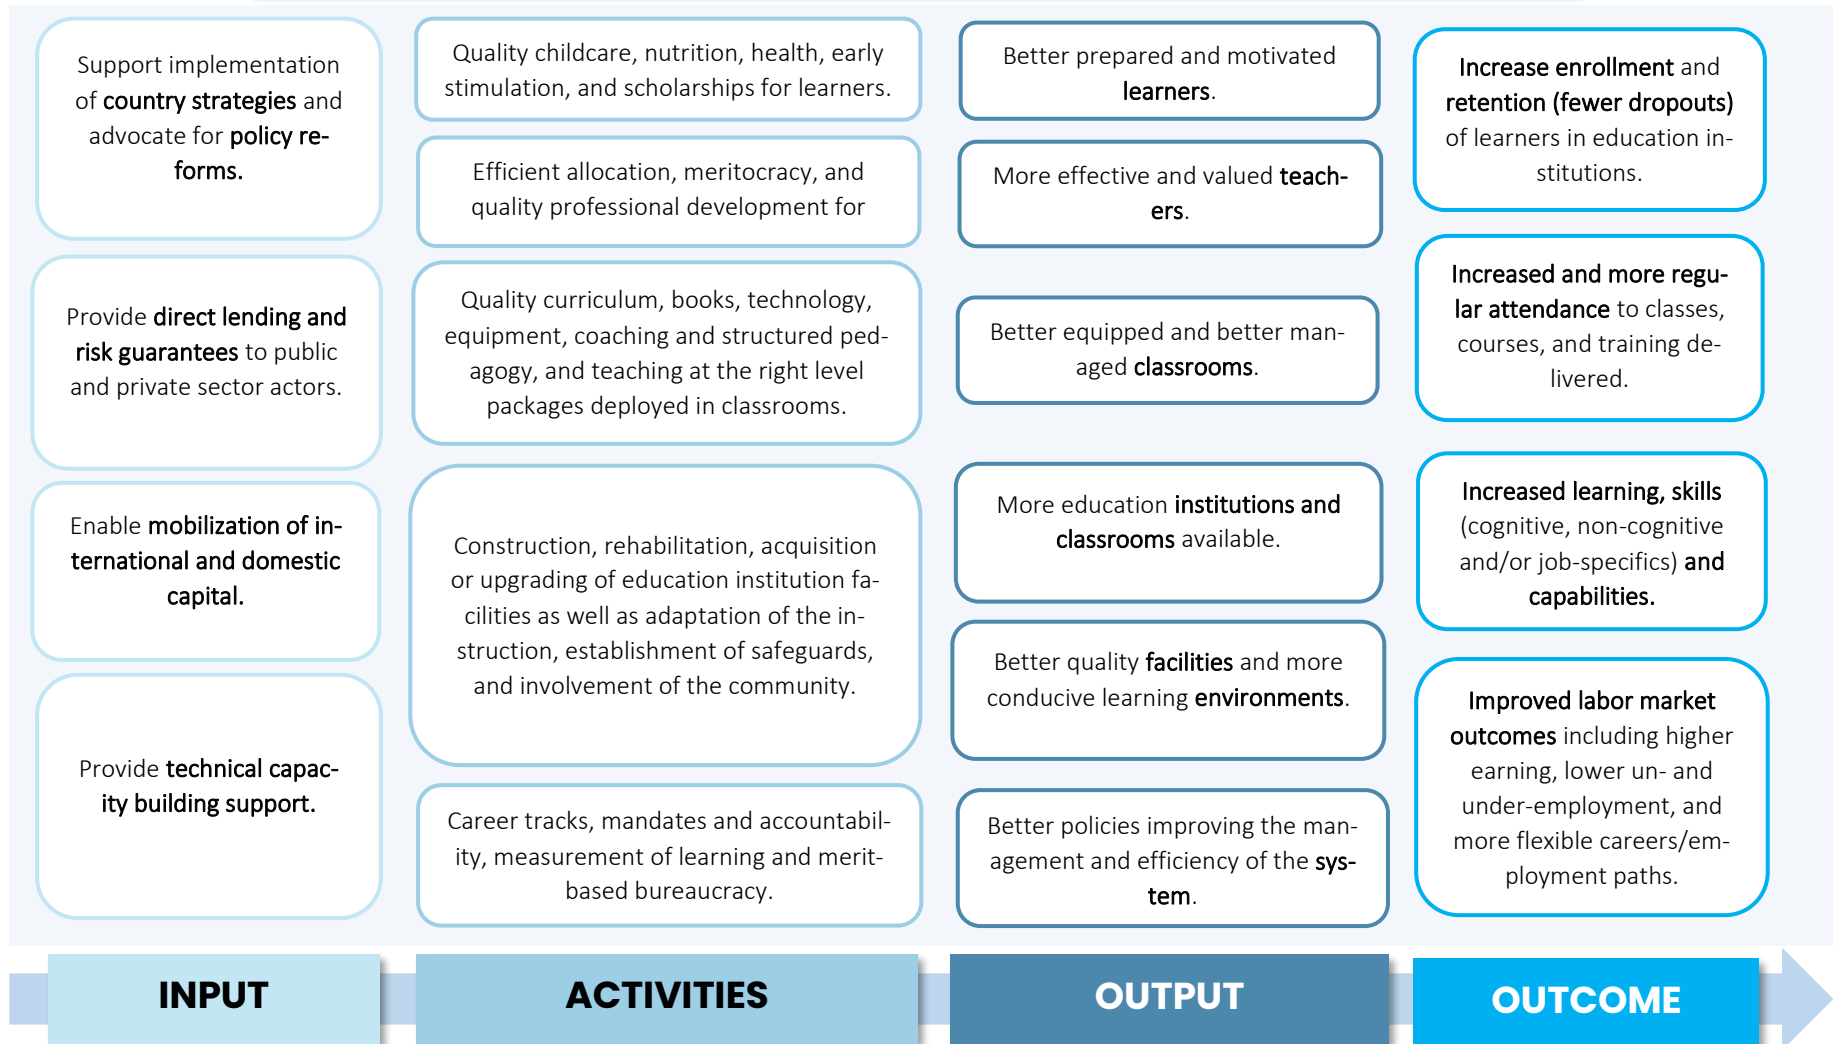 Support implementation
of country strategies and
advocate for policy re-
forms.
Provide direct lending and
risk guarantees to public
and private sector actors.
Enable mobilization of in-
ternational and domestic
capital.
Provide technical capac-
ity building support.
Quality childcare, nutrition, health, early
stimulation, and scholarships for learners.
Efficient allocation, meritocracy, and
quality professional development for
Quality curriculum, books, technology,
equipment, coaching and structured ped-
agogy, and teaching at the right level
packages deployed in classrooms.
Construction, rehabilitation, acquisition
or upgrading of education institution fa-
cilities as well as adaptation of the in-
struction, establishment of safeguards,
and involvement of the community.
Career tracks, mandates and accountabil-
ity, measurement of learning and merit-
based bureaucracy.
Better prepared and motivated
learners.
More effective and valued teach-
ers.
Better equipped and better man-
aged classrooms.
More education institutions and
classrooms available.
Better quality facilities and more
conducive learning environments.
Better policies improving the man-
agement and efficiency of the sys-
tem.
Increase enrollment and
retention (fewer dropouts)
of learners in education in-
stitutions.
Increased and more regu-
lar attendance to classes,
courses, and training de-
livered.
Increased learning, skills
(cognitive, non-cognitive
and/or job-specifics) and
capabilities.
Improved labor market
outcomes including higher
earning, lower un- and
under-employment, and
more flexible careers/em-
ployment paths.
INPUT
ACTIVITIES
OUTPUT
OUTCOME